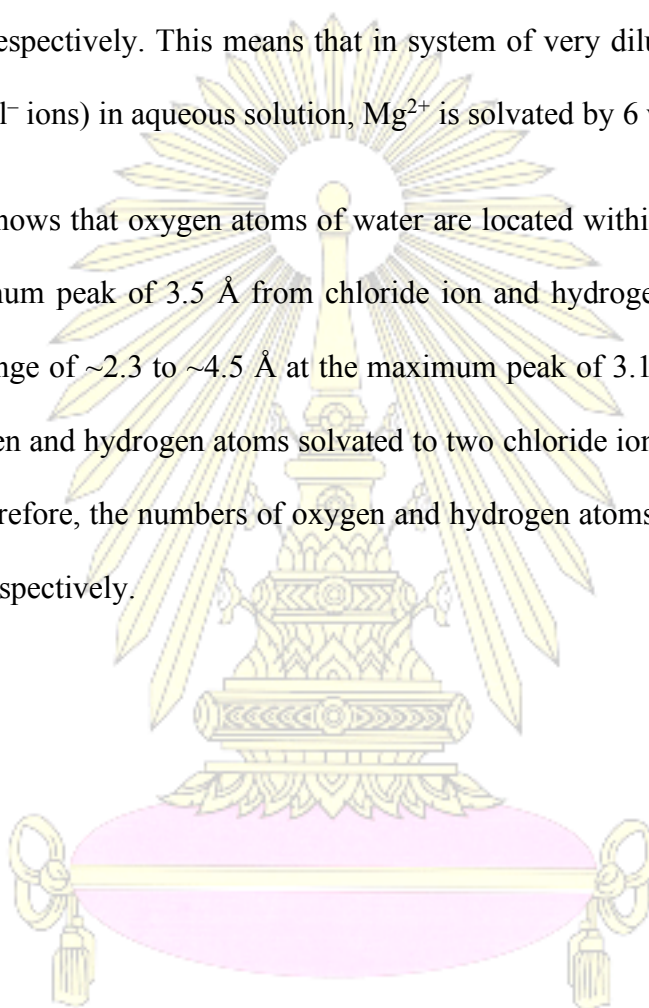 espectively. This means that in system of very dilu
ions) in aqueous solution, Mg²⁺ is solvated by 6
hows that oxygen atoms of water are located withi
num peak of 3.5 Å from chloride ion and hydroge
nge of ~2.3 to ~4.5 Å at the maximum peak of 3.1
en and hydrogen atoms solvated to two chloride ion
refore, the numbers of oxygen and hydrogen atoms
spectively.